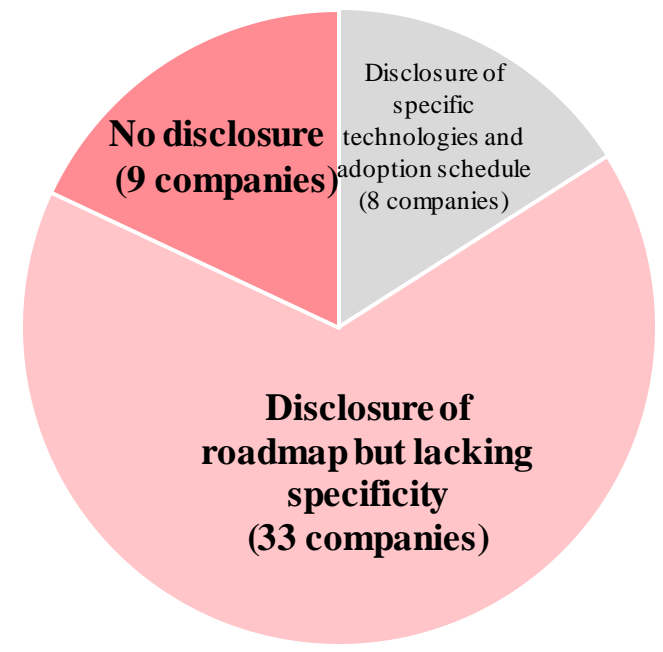 No disclosure
(9 companies)
Disclosure of
specific
technologies and
adoption schedule
(8 companies)
Disclosure of
roadmap but lacking
specificity
(33 companies)